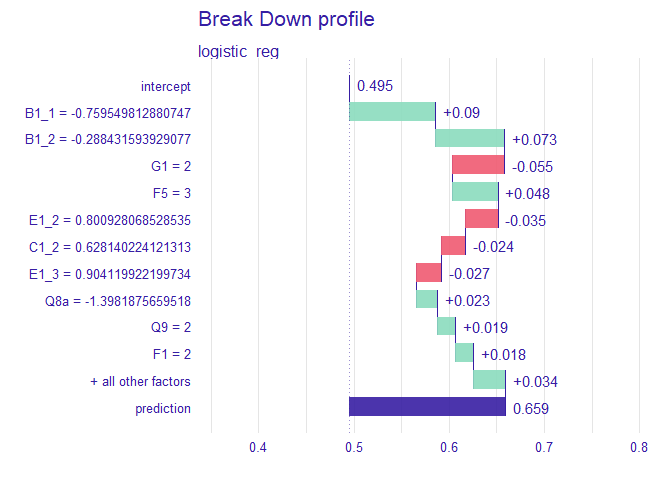 Break Down profile
logistic_reg
intercept 0.495
B1_1 = -0.759549812880747 +0.09
B1_2 = -0.288431593929077 +0.073
G1 = 2 -0.055
F5 = 3 +0.048
E1_2 = 0.800928068528535 -0.035
C1_2 = 0.628140224121313 -0.024
E1_3 = 0.904119922199734 -0.027
Q8a = -1.3981875659518 +0.023
Q9 = 2 +0.019
F1 = 2 +0.018
+ all other factors +0.034
prediction 0.659
0.4 0.5 0.6 0.7 0.8